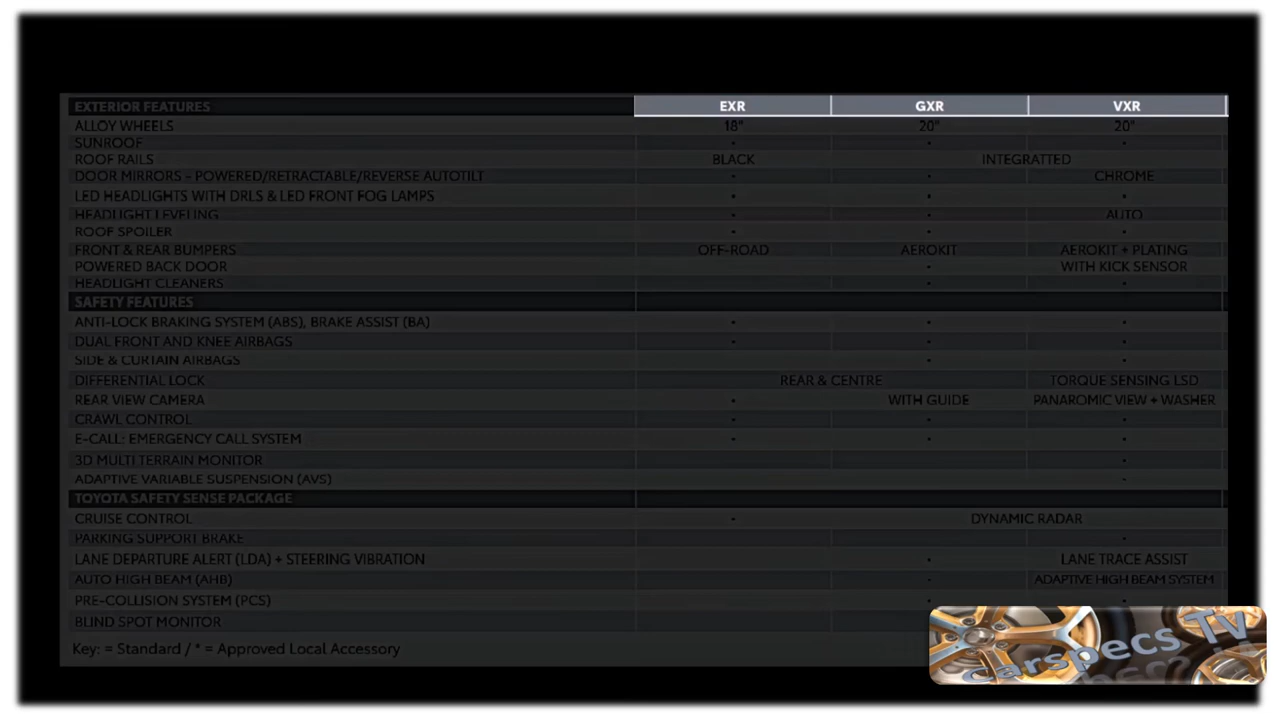 EXTERIOR FEATURES EXR GXR VXR
ALLOY WHEELS 18" 20" 20"
SUNROOF • • •
ROOF RAILS BLACK INTEGRATTED
DOOR MIRRORS – POWERED/RETRACTABLE/REVERSE AUTOTILT • • CHROME
LED HEADLIGHTS WITH DRLS & LED FRONT FOG LAMPS • • •
HEADLIGHT LEVELING • • AUTO
ROOF SPOILER • • •
FRONT & REAR BUMPERS OFF-ROAD AEROKIT AEROKIT + PLATING
POWERED BACK DOOR • WITH KICK SENSOR
HEADLIGHT CLEANERS • • •
SAFETY FEATURES
ANTI-LOCK BRAKING SYSTEM (ABS), BRAKE ASSIST (BA) • • •
DUAL FRONT AND KNEE AIRBAGS • • •
SIDE & CURTAIN AIRBAGS • •
DIFFERENTIAL LOCK REAR & CENTRE TORQUE SENSING LSD
REAR VIEW CAMERA • WITH GUIDE PANAROMIC VIEW + WASHER
CRAWL CONTROL • • •
E-CALL: EMERGENCY CALL SYSTEM • • •
3D MULTI TERRAIN MONITOR •
ADAPTIVE VARIABLE SUSPENSION (AVS) •
TOYOTA SAFETY SENSE PACKAGE
CRUISE CONTROL • DYNAMIC RADAR
PARKING SUPPORT BRAKE •
LANE DEPARTURE ALERT (LDA) + STEERING VIBRATION • LANE TRACE ASSIST
AUTO HIGH BEAM (AHB) • ADAPTIVE HIGH BEAM SYSTEM
PRE-COLLISION SYSTEM (PCS) • •
BLIND SPOT MONITOR
Key: = Standard / * = Approved Local Accessory
Carspecs Tv